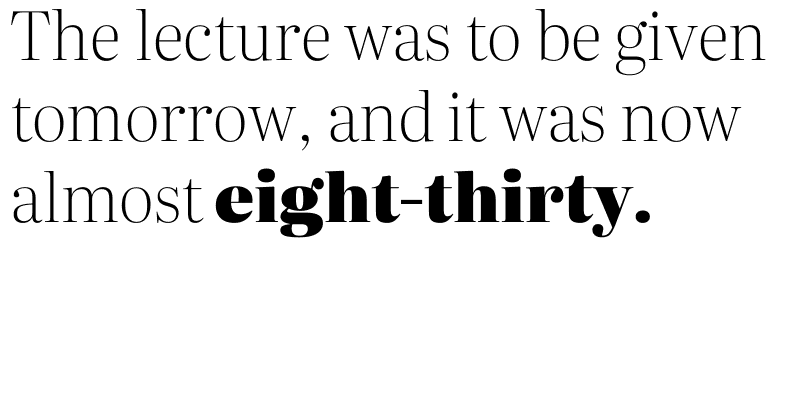 The lecture was to be given
tomorrow, and it was now
almost eight-thirty.